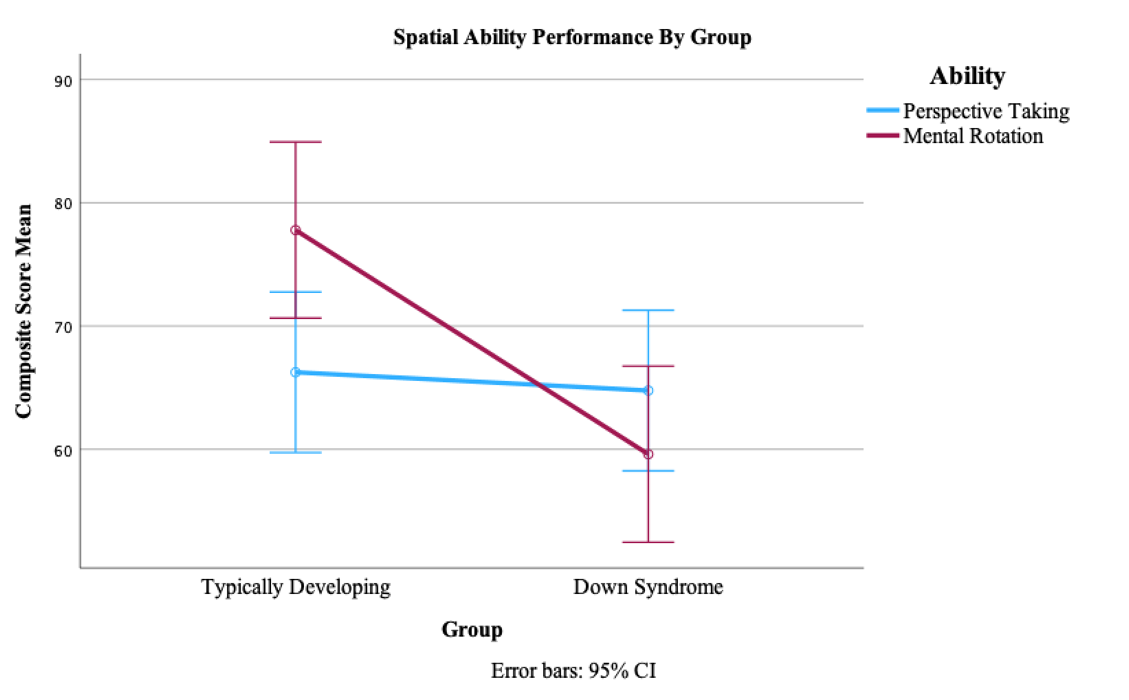 Spatial Ability Performance By Group
Ability
Perspective Taking
Mental Rotation
Composite Score Mean
90
80
70
60
Typically Developing
Down Syndrome
Group
Error bars: 95% CI